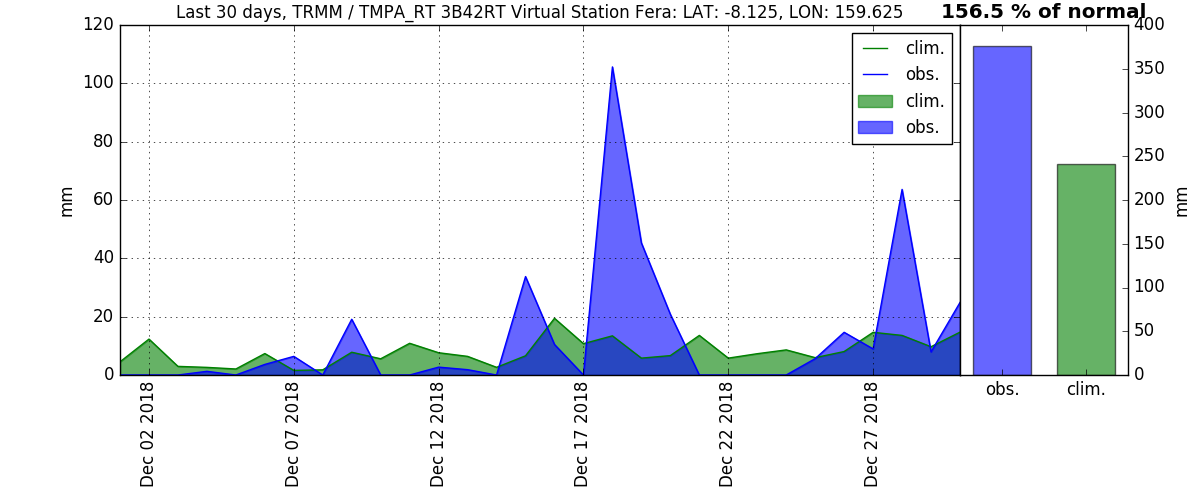 Last 30 days, TRMM / TMPA_RT 3B42RT Virtual Station Fera: LAT: -8.125, LON: 159.625
156.5 % of normal
120
100
80
60
40
20
0
mm
clim.
obs.
clim.
obs.
Dec 02 2018
Dec 07 2018
Dec 12 2018
Dec 17 2018
Dec 22 2018
Dec 27 2018
400
350
300
250
200
150
100
50
0
mm
obs.
clim.